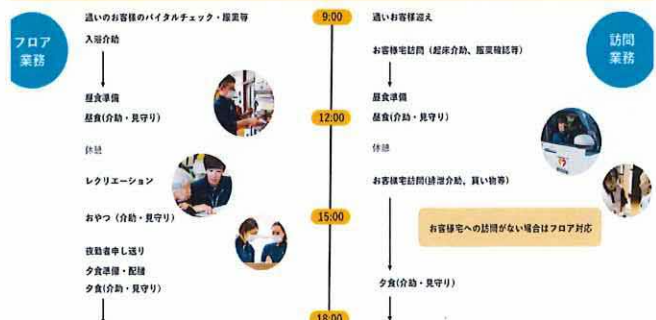 フロア
業務
通いのお客様のバイタルチェック・服薬等
入浴介助
昼食準備
昼食(介助・見守り)
休憩
レクリエーション
おやつ（介助・見守り）
夜勤者申し送り
夕食準備・配膳
夕食(介助・見守り)
9:00
12:00
15:00
18:00
訪問
業務
通いお客様迎え
お客様宅訪問（起床介助、服薬確認等）
昼食準備
昼食(介助・見守り)
休憩
お客様宅訪問(排泄介助、買い物等)
お客様宅への訪問がない場合はフロア対応
夕食(介助・見守り)